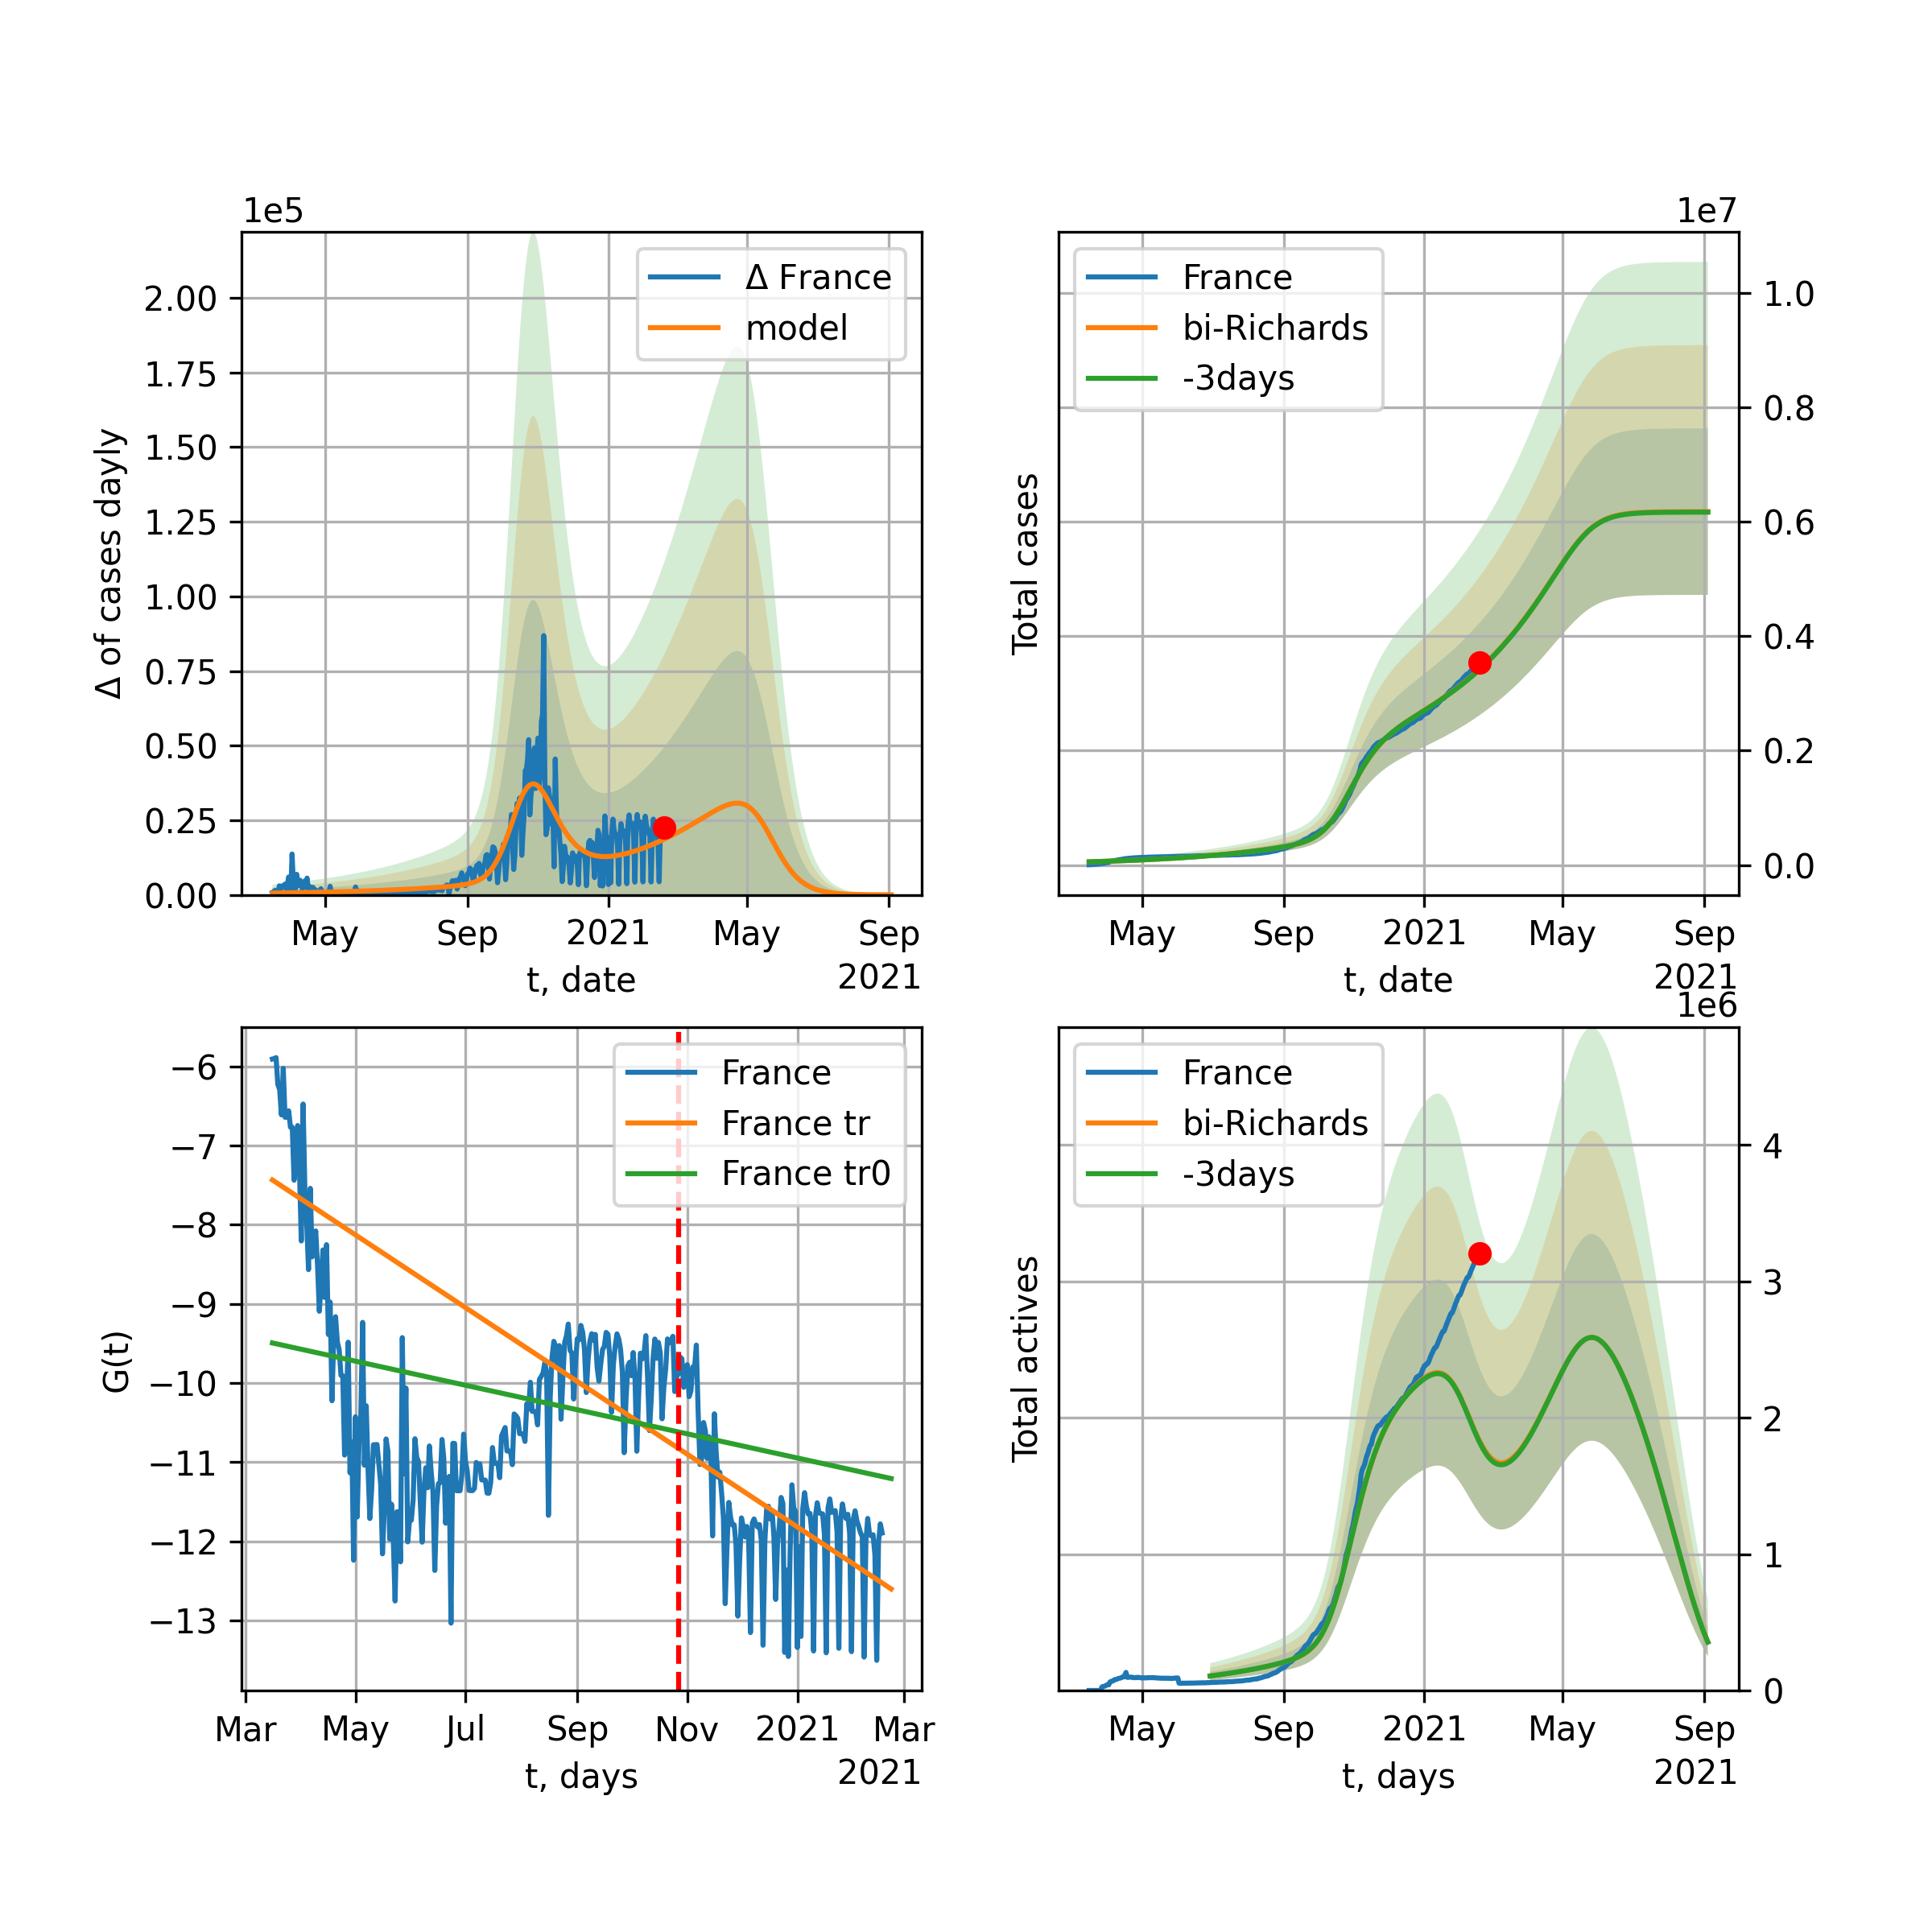 1e5
Δ of cases dayly
2.00
1.75
1.50
1.25
1.00
0.75
0.50
0.25
0.00
Δ France
model
May Sep 2021 May Sep
t, date
2021
1e7
Total cases
France
bi-Richards
-3days
1.0
0.8
0.6
0.4
0.2
0.0
May Sep 2021 May Sep
t, date
2021
G(t)
−6
−7
−8
−9
−10
−11
−12
−13
France
France tr
France tr0
Mar May Jul Sep Nov 2021 Mar
t, days
2021
1e6
Total actives
France
bi-Richards
-3days
4
3
2
1
0
May Sep 2021 May Sep
t, days
2021